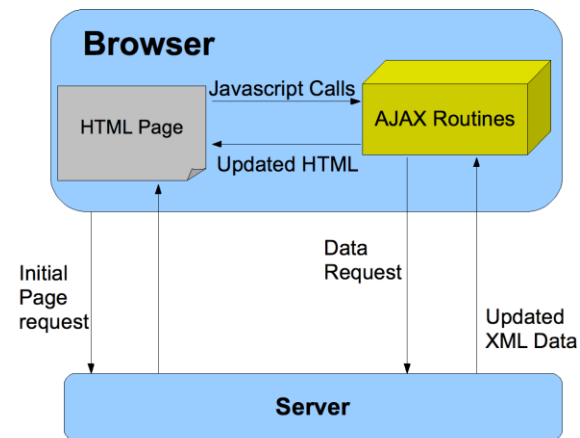 Browser
Javascript Calls
HTML Page
AJAX Routines
Updated HTML
Initial
Page
request
Data
Request
Updated
XML Data
Server